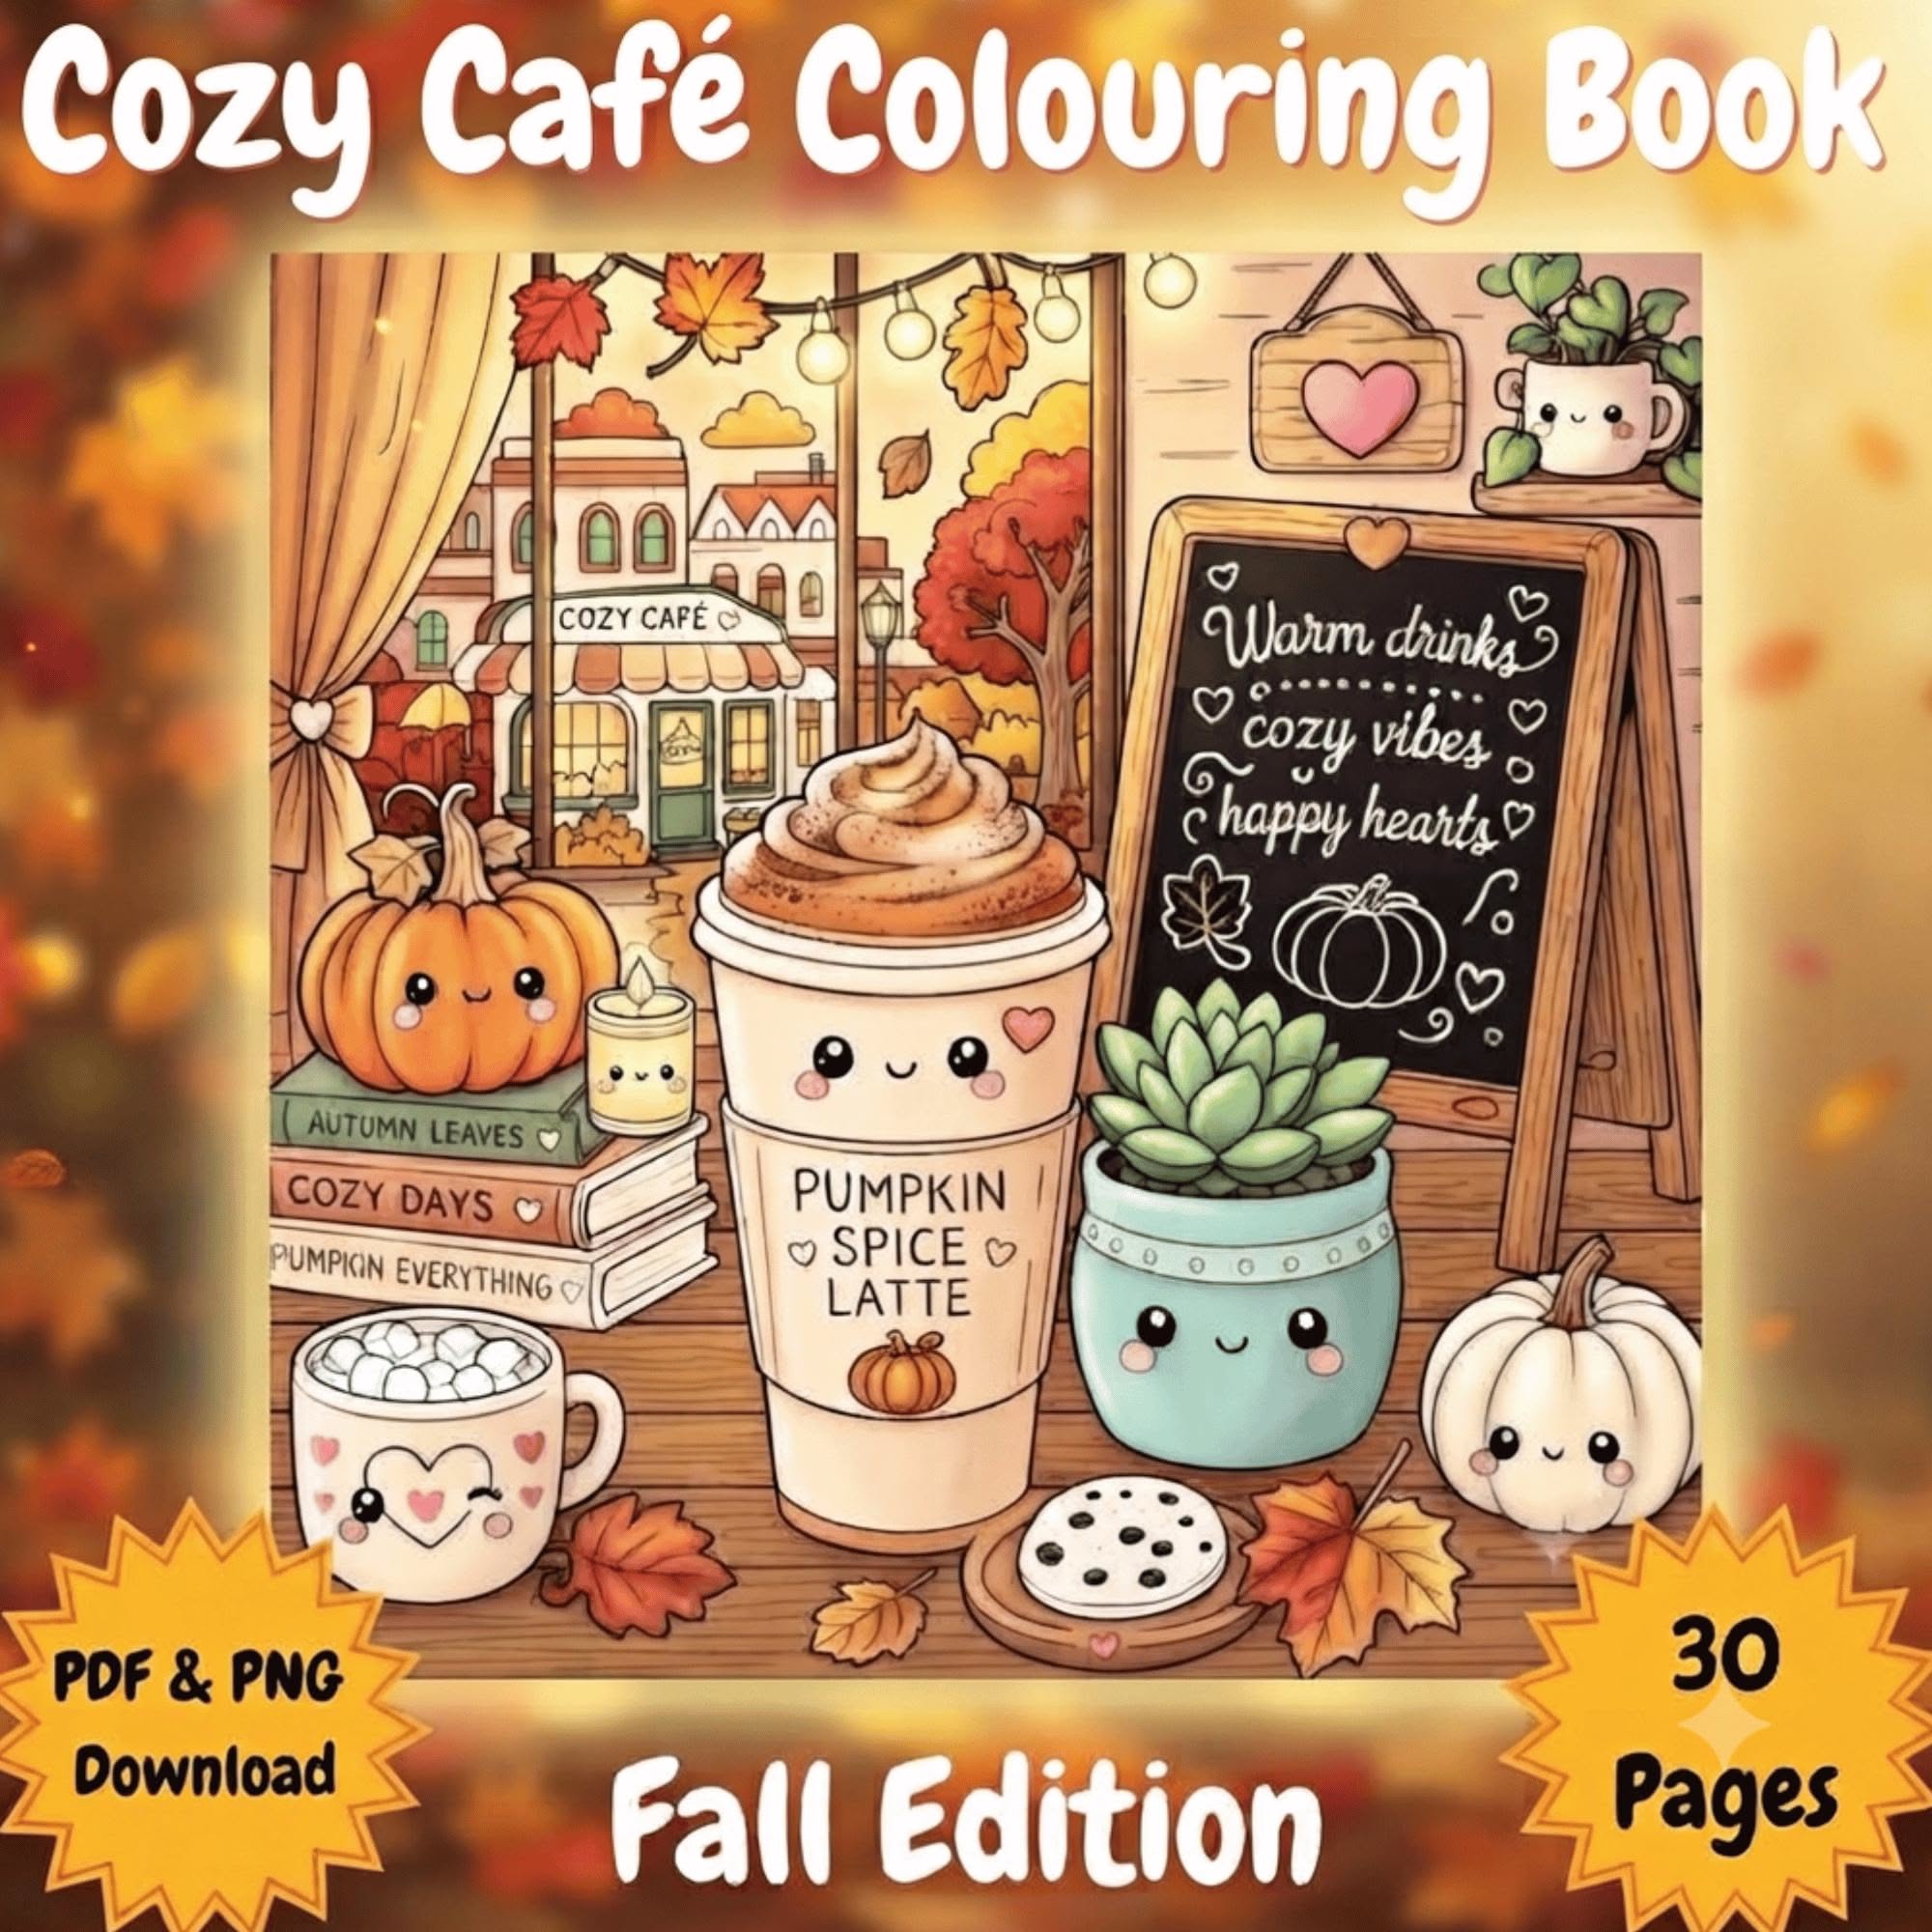 Cozy Café Colouring Book
COZY CAFÉ
Warm drinks
cozy vibes
happy hearts
AUTUMN LEAVES
COZY DAYS
PUMPKIN EVERYTHING
PUMPKIN
SPICE
LATTE
PDF & PNG
Download
30
Pages
Fall Edition